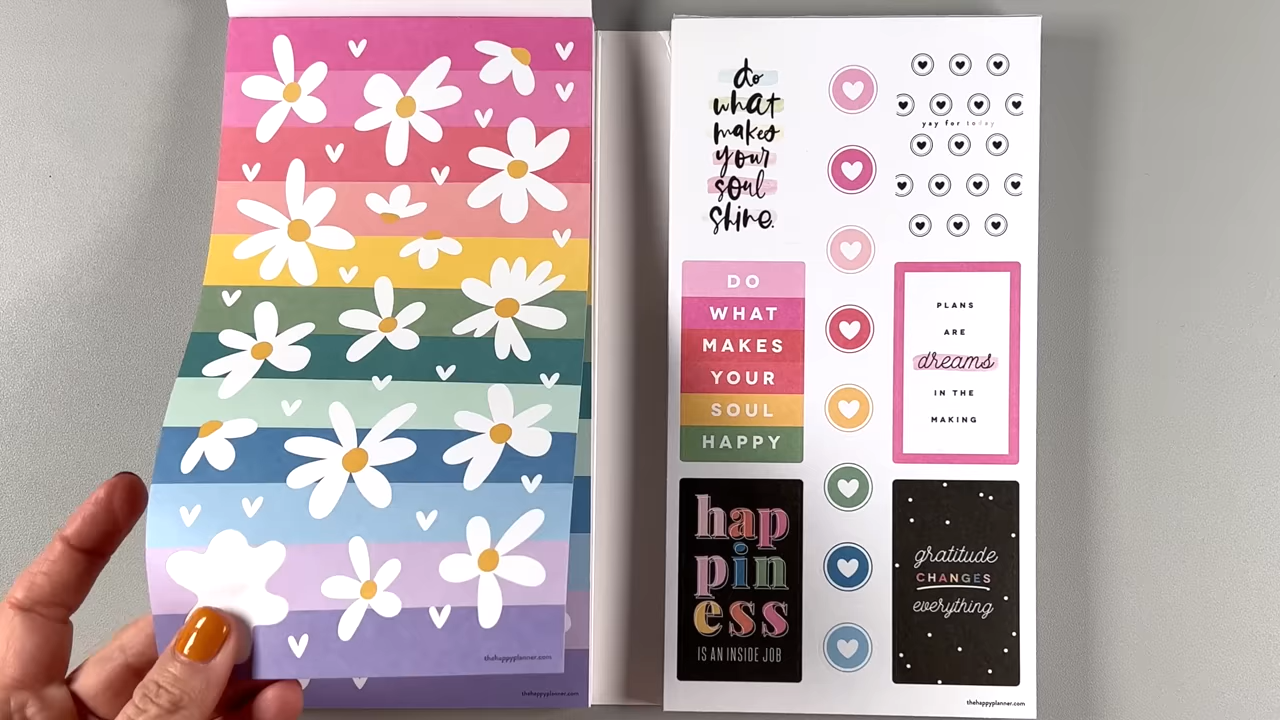 do
what
makes
your
soul
shine.
yay for today
DO
WHAT
MAKES
YOUR
SOUL
HAPPY
PLANS
ARE
dreams
IN THE
MAKING
hap
pin
ess
IS AN INSIDE JOB
gratitude
CHANGES
everything
thehappyplanner.com
thehappyplanner.com
thehappyplanner.com